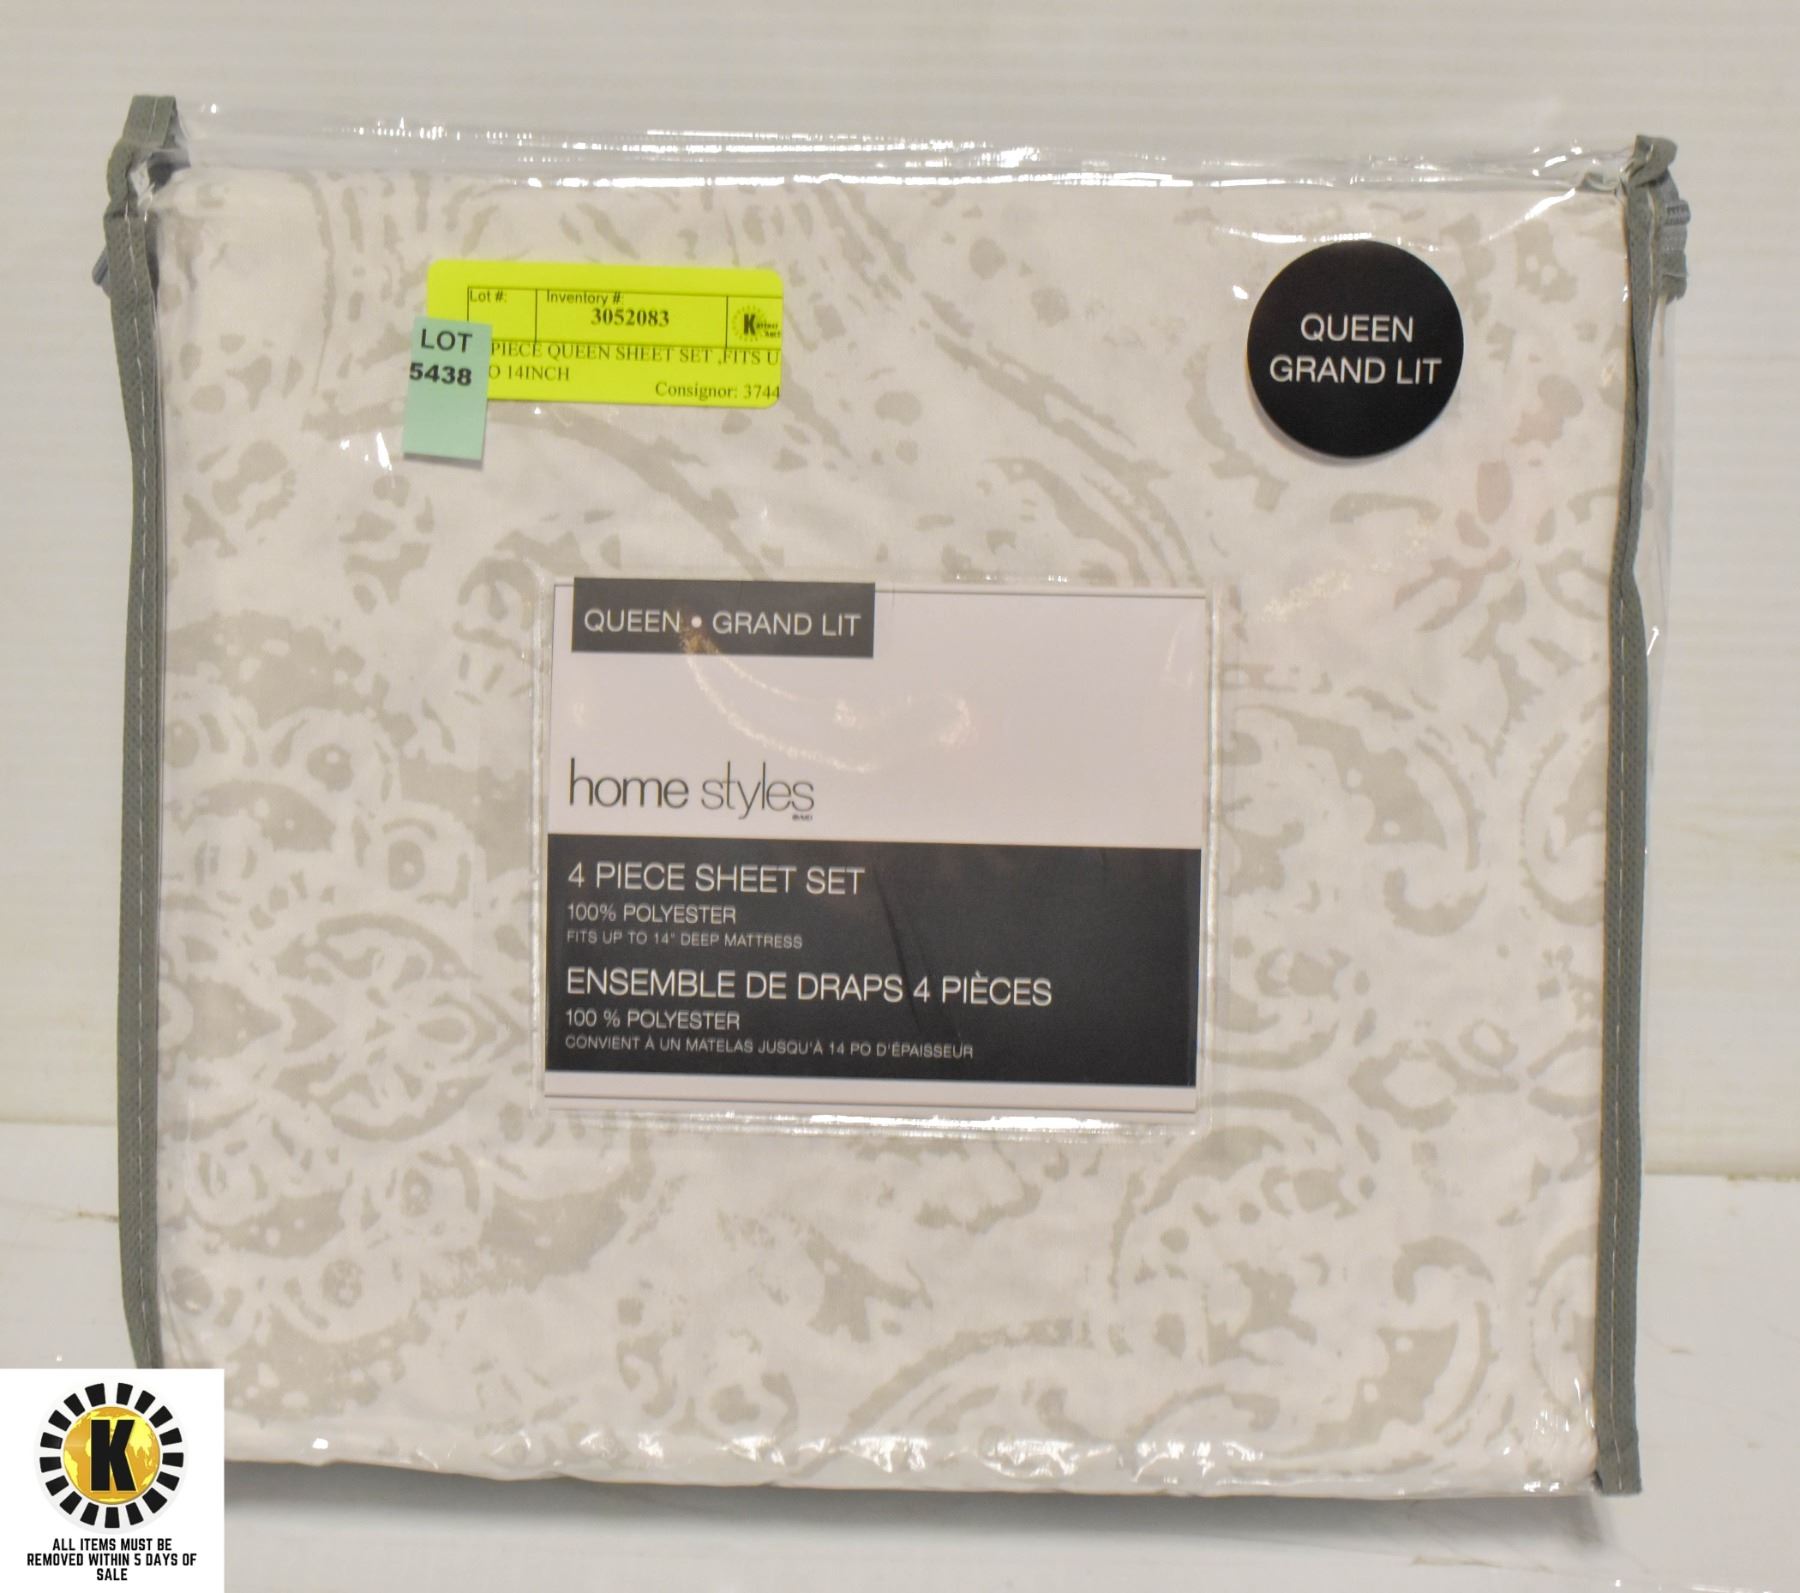 Lot #:
Inventory #:
3052083
K
PIECE QUEEN SHEET SET ,FITS U
O 14INCH
Consignor: 3744
LOT
5438
QUEEN
GRAND LIT
QUEEN • GRAND LIT
home styles
4 PIECE SHEET SET
100% POLYESTER
FITS UP TO 14" DEEP MATTRESS
ENSEMBLE DE DRAPS 4 PIÈCES
100 % POLYESTER
CONVIENT À UN MATELAS JUSQU'À 14 PO D'ÉPAISSEUR
K
ALL ITEMS MUST BE
REMOVED WITHIN 5 DAYS OF
SALE